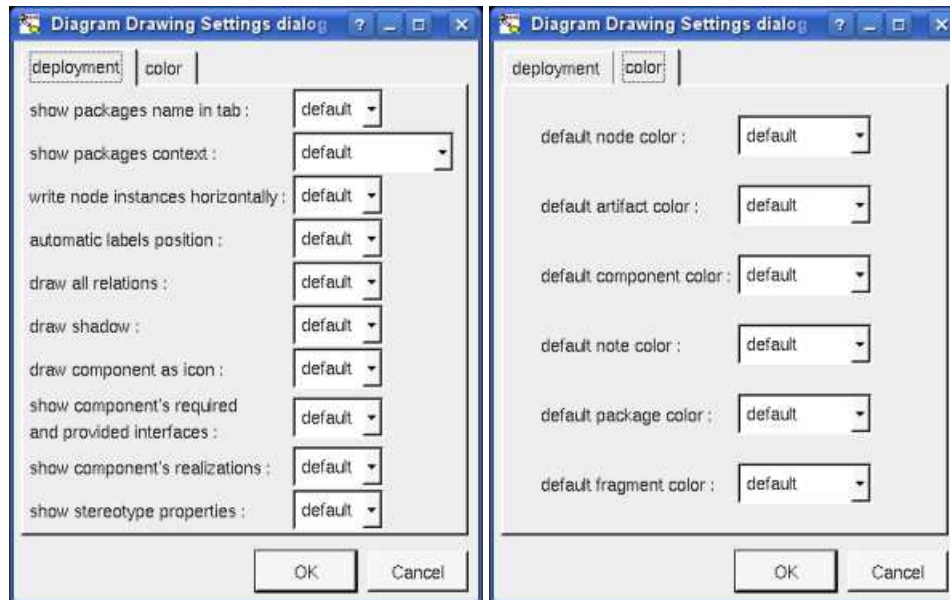 Diagram Drawing Settings dialog
deployment
color
show packages name in tab : default
show packages context : default
write node instances horizontally : default
automatic labels position : default
draw all relations : default
draw shadow : default
draw component as icon : default
show component's required
and provided interfaces : default
show component's realizations : default
show stereotype properties : default
OK
Cancel
Diagram Drawing Settings dialog
deployment
color
default node color : default
default artifact color : default
default component color : default
default note color : default
default package color : default
default fragment color : default
OK
Cancel